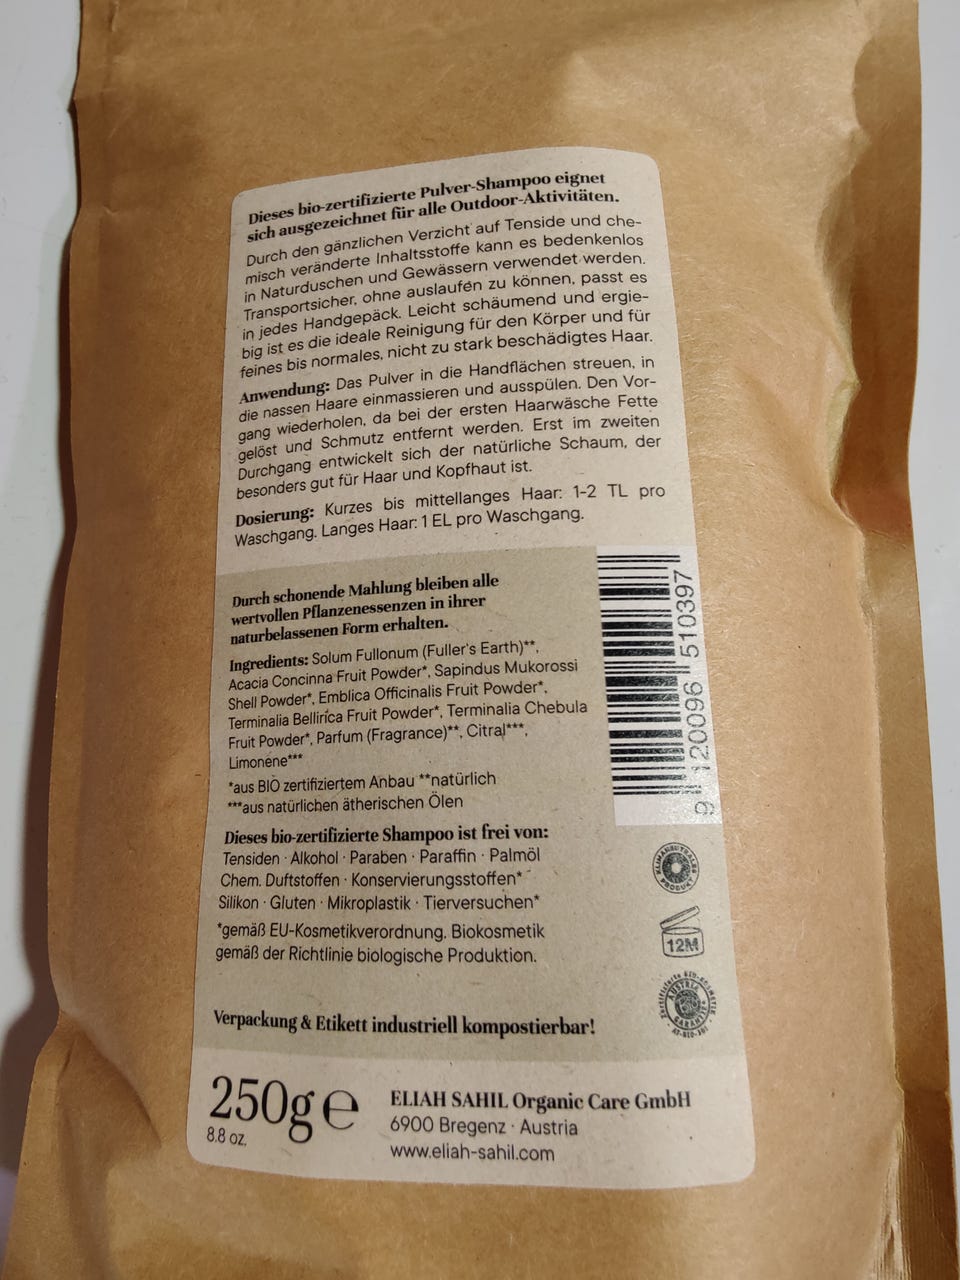 Dieses bio-zertifizierte Pulver-Shampoo eignet
sich ausgezeichnet für alle Outdoor-Aktivitäten.
Durch den gänzlichen Verzicht auf Tenside und che-
misch veränderte Inhaltsstoffe kann es bedenkenlos
in Naturduschen und Gewässern verwendet werden.
Transportsicher, ohne auslaufen zu können, passt es
in jedes Handgepäck. Leicht schäumend und ergie-
big ist es die ideale Reinigung für den Körper und für
feines bis normales, nicht zu stark beschädigtes Haar.
Anwendung: Das Pulver in die Handflächen streuen, in
die nassen Haare einmassieren und ausspülen. Den Vor-
gang wiederholen, da bei der ersten Haarwäsche Fette
gelöst und Schmutz entfernt werden. Erst im zweiten
Durchgang entwickelt sich der natürliche Schaum, der
besonders gut für Haar und Kopfhaut ist.
Dosierung: Kurzes bis mittellanges Haar: 1-2 TL pro
Waschgang. Langes Haar: 1 EL pro Waschgang.
Durch schonende Mahlung bleiben alle
wertvollen Pflanzenessenzen in ihrer
naturbelassenen Form erhalten.
Ingredients: Solum Fullonum (Fuller's Earth)**,
Acacia Concinna Fruit Powder*, Sapindus Mukorossi
Shell Powder*, Emblica Officinalis Fruit Powder*,
Terminalia Bellirica Fruit Powder*, Terminalia Chebula
Fruit Powder*, Parfum (Fragrance)**, Citral***,
Limonene***
*aus BIO zertifiziertem Anbau **natürlich
***aus natürlichen ätherischen Ölen
9 120096 510397
Dieses bio-zertifizierte Shampoo ist frei von:
Tensiden · Alkohol · Paraben · Paraffin · Palmöl
Chem. Duftstoffen · Konservierungsstoffen*
Silikon · Gluten · Mikroplastik · Tierversuchen*
*gemäß EU-Kosmetikverordnung. Biokosmetik
gemäß der Richtlinie biologische Produktion.
KLIMANEUTRALES PRODUKT
12M
AUSTRIA BIO GARANTIE
Verpackung & Etikett industriell kompostierbar!
250g e
8.8 oz.
ELIAH SAHIL Organic Care GmbH
6900 Bregenz · Austria
www.eliah-sahil.com